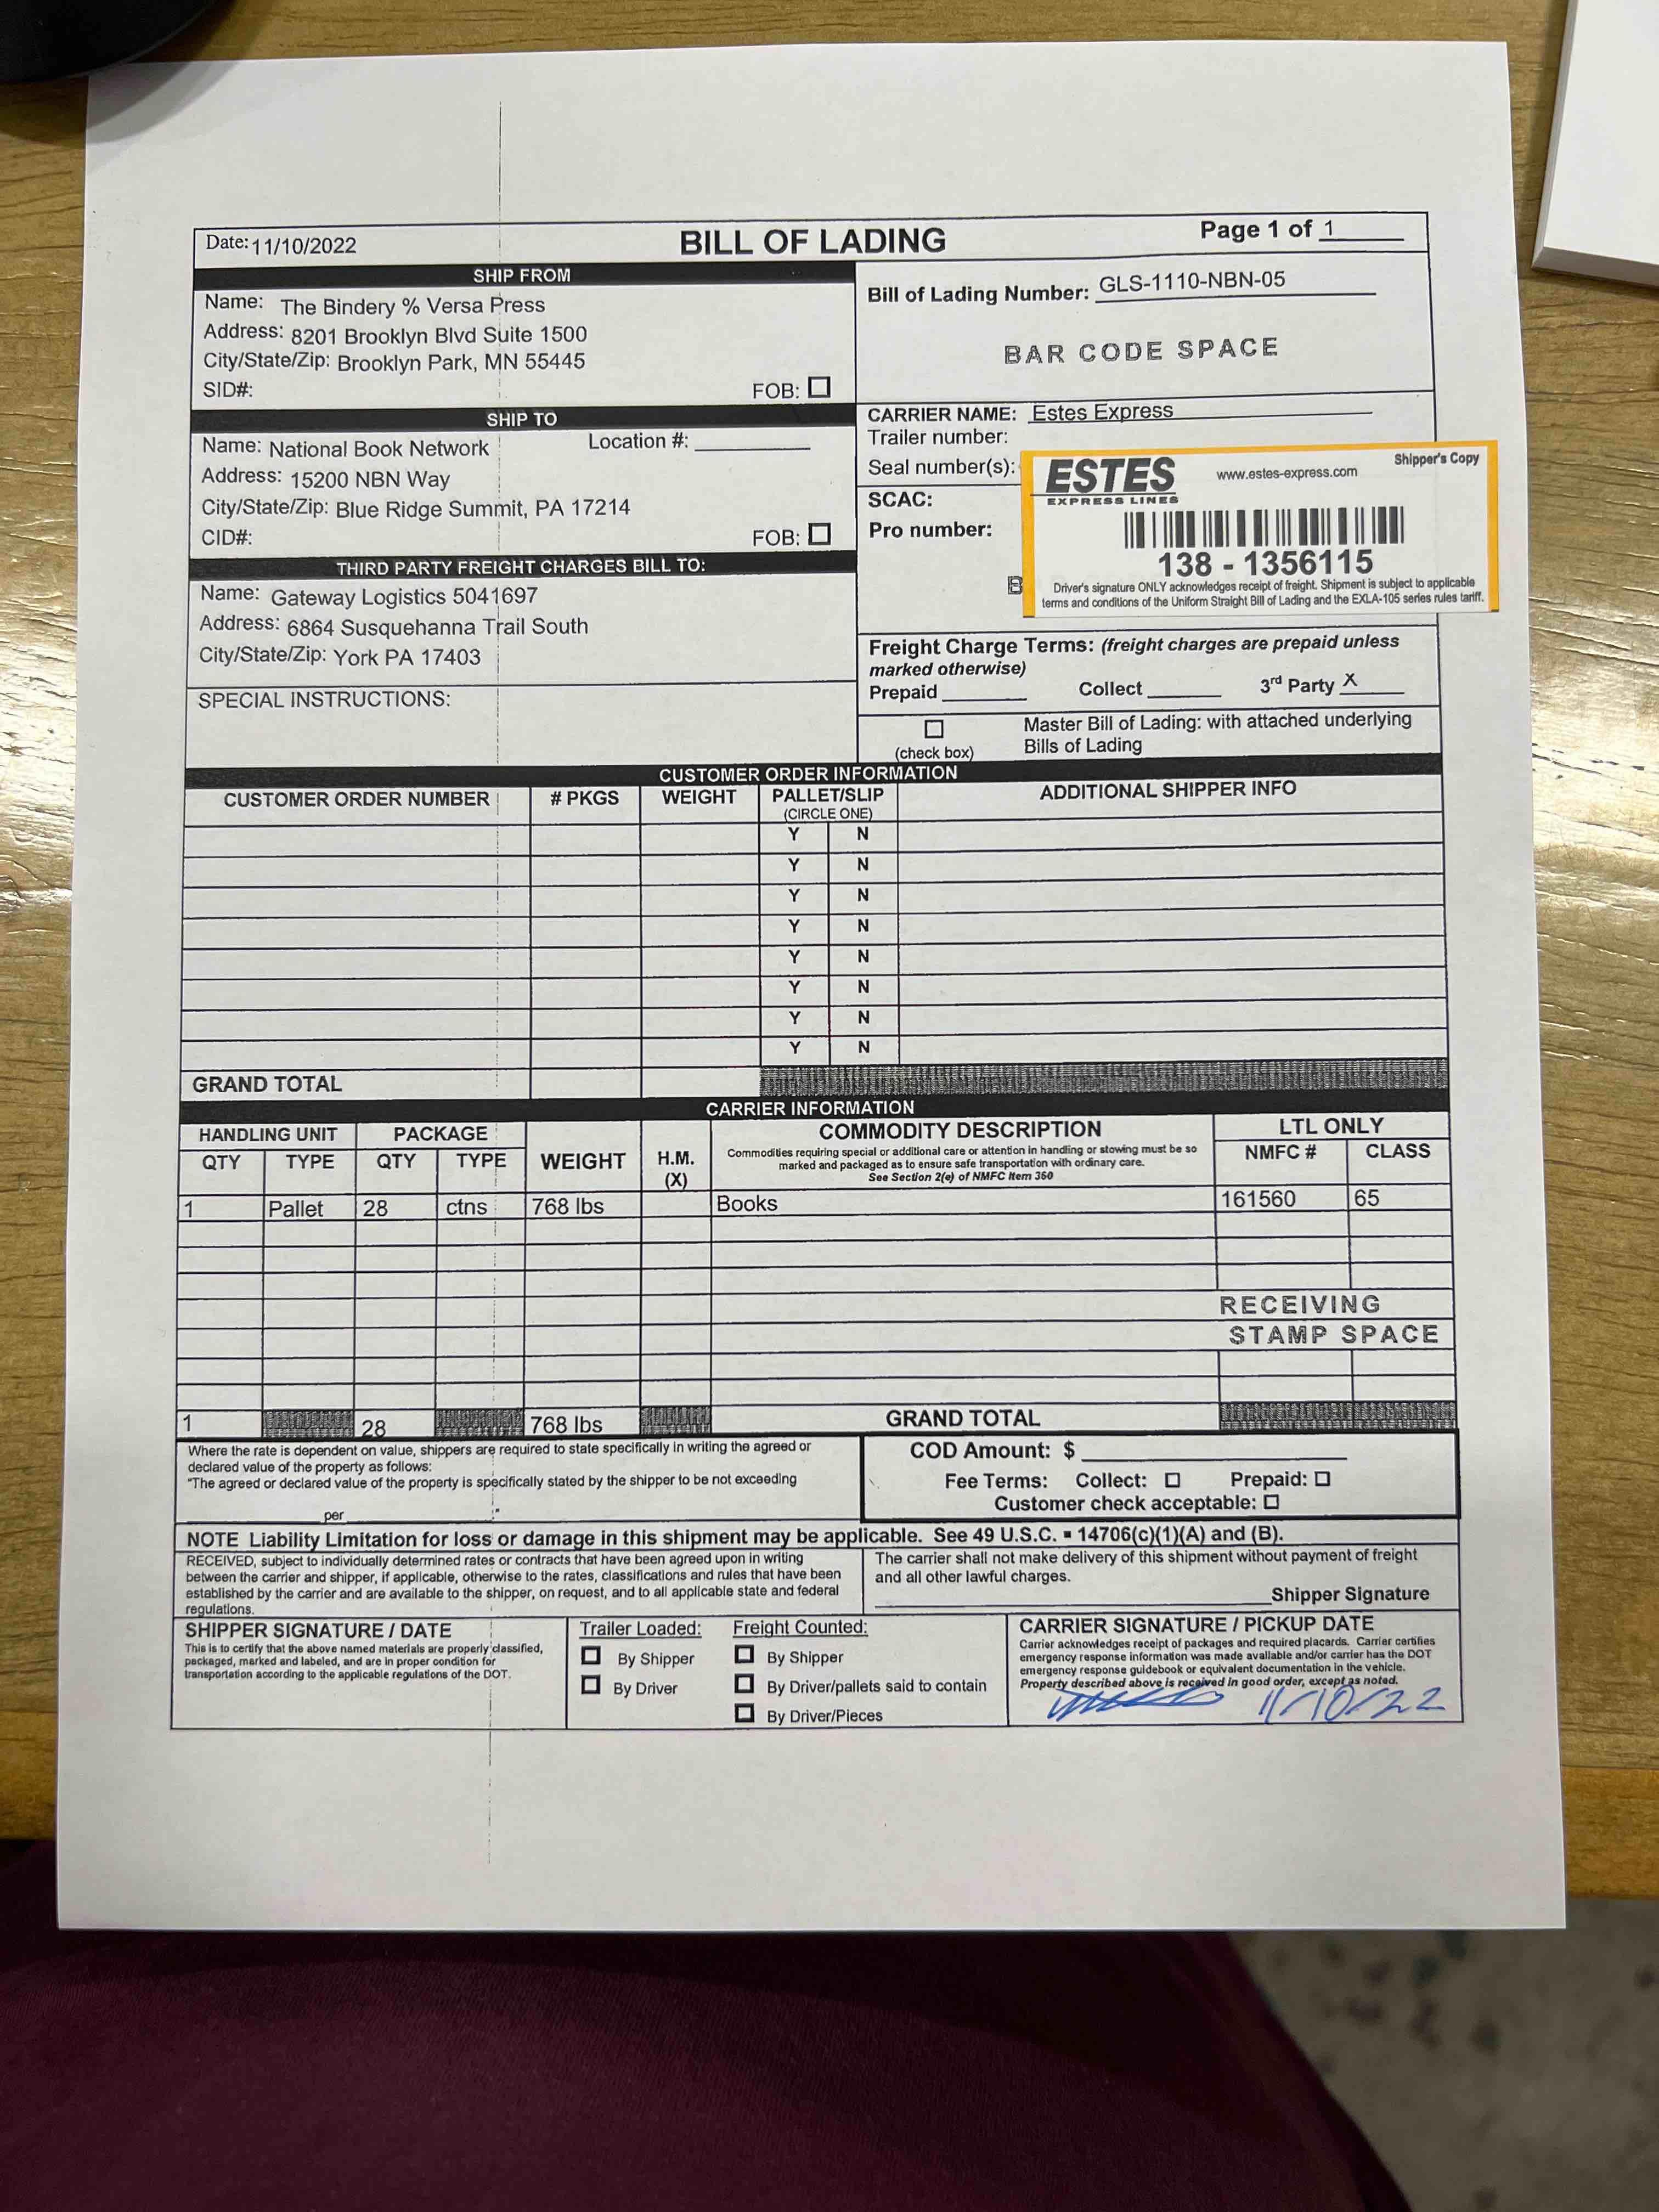 Date: 11/10/2022
BILL OF LADING
Page 1 of 1
SHIP FROM
Name: The Bindery % Versa Press
Address: 8201 Brooklyn Blvd Suite 1500
City/State/Zip: Brooklyn Park, MN 55445
SID#:
FOB: ☐
Bill of Lading Number: GLS-1110-NBN-05
BAR CODE SPACE
SHIP TO
Name: National Book Network
Location #:
Address: 15200 NBN Way
City/State/Zip: Blue Ridge Summit, PA 17214
CID#:
FOB: ☐
CARRIER NAME: Estes Express
Trailer number:
Seal number(s):
SCAC:
Pro number:
B
ESTES
EXPRESS LINES
www.estes-express.com
Shipper's Copy
138 - 1356115
Driver's signature ONLY acknowledges receipt of freight. Shipment is subject to applicable
terms and conditions of the Uniform Straight Bill of Lading and the EXLA-105 series rules tariff.
THIRD PARTY FREIGHT CHARGES BILL TO:
Name: Gateway Logistics 5041697
Address: 6864 Susquehanna Trail South
City/State/Zip: York PA 17403
SPECIAL INSTRUCTIONS:
Freight Charge Terms: (freight charges are prepaid unless
marked otherwise)
Prepaid
Collect
3rd Party X
☐
(check box)
Master Bill of Lading: with attached underlying
Bills of Lading
CUSTOMER ORDER INFORMATION
CUSTOMER ORDER NUMBER
# PKGS
WEIGHT
PALLET/SLIP
(CIRCLE ONE)
ADDITIONAL SHIPPER INFO
Y N
Y N
Y N
Y N
Y N
Y N
Y N
Y N
GRAND TOTAL
CARRIER INFORMATION
HANDLING UNIT
PACKAGE
COMMODITY DESCRIPTION
LTL ONLY
QTY TYPE QTY TYPE WEIGHT H.M.
(X)
Commodities requiring special or additional care or attention in handling or stowing must be so
marked and packaged as to ensure safe transportation with ordinary care.
See Section 2(e) of NMFC Item 360
NMFC # CLASS
1 Pallet 28 ctns 768 lbs Books 161560 65
RECEIVING
STAMP SPACE
1 28 768 lbs GRAND TOTAL
Where the rate is dependent on value, shippers are required to state specifically in writing the agreed or
declared value of the property as follows:
"The agreed or declared value of the property is specifically stated by the shipper to be not exceeding
per ."
COD Amount: $
Fee Terms: Collect: ☐ Prepaid: ☐
Customer check acceptable: ☐
NOTE Liability Limitation for loss or damage in this shipment may be applicable. See 49 U.S.C. ▪ 14706(c)(1)(A) and (B).
RECEIVED, subject to individually determined rates or contracts that have been agreed upon in writing
between the carrier and shipper, if applicable, otherwise to the rates, classifications and rules that have been
established by the carrier and are available to the shipper, on request, and to all applicable state and federal
regulations.
The carrier shall not make delivery of this shipment without payment of freight
and all other lawful charges.
Shipper Signature
SHIPPER SIGNATURE / DATE
This is to certify that the above named materials are properly classified,
packaged, marked and labeled, and are in proper condition for
transportation according to the applicable regulations of the DOT.
Trailer Loaded:
☐ By Shipper
☐ By Driver
Freight Counted:
☐ By Shipper
☐ By Driver/pallets said to contain
☐ By Driver/Pieces
CARRIER SIGNATURE / PICKUP DATE
Carrier acknowledges receipt of packages and required placards. Carrier certifies
emergency response information was made available and/or carrier has the DOT
emergency response guidebook or equivalent documentation in the vehicle.
Property described above is received in good order, except as noted.
11/10/22